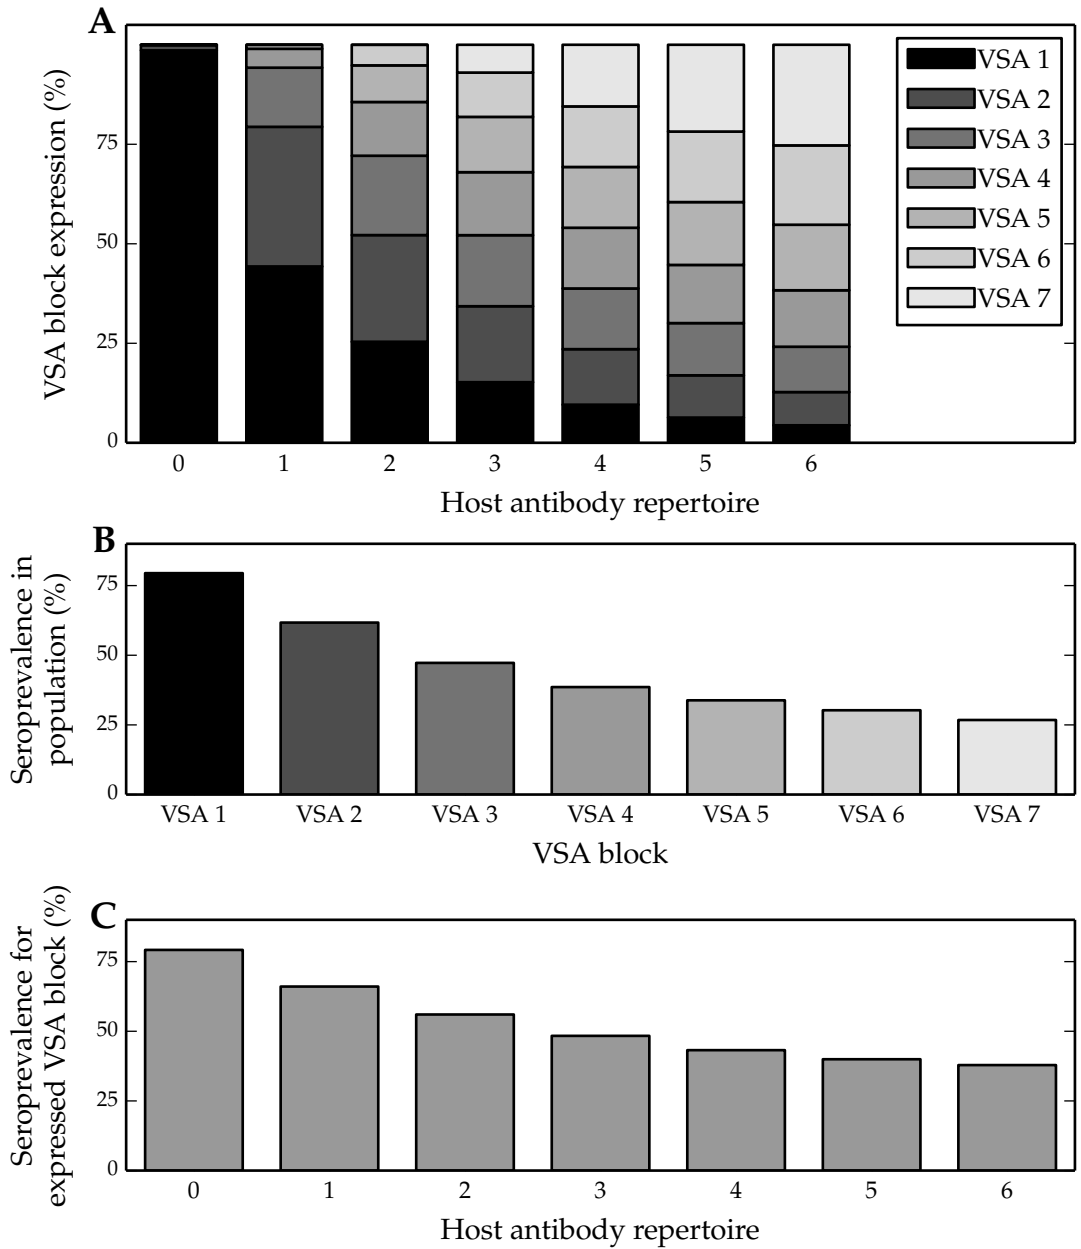 A
VSA block expression (%)
75
50
25
0
0 1 2 3 4 5 6
Host antibody repertoire
VSA 1
VSA 2
VSA 3
VSA 4
VSA 5
VSA 6
VSA 7
B
Seroprevalence in
population (%)
75
50
25
0
VSA 1 VSA 2 VSA 3 VSA 4 VSA 5 VSA 6 VSA 7
VSA block
C
Seroprevalence for
expressed VSA block (%)
75
50
25
0
0 1 2 3 4 5 6
Host antibody repertoire